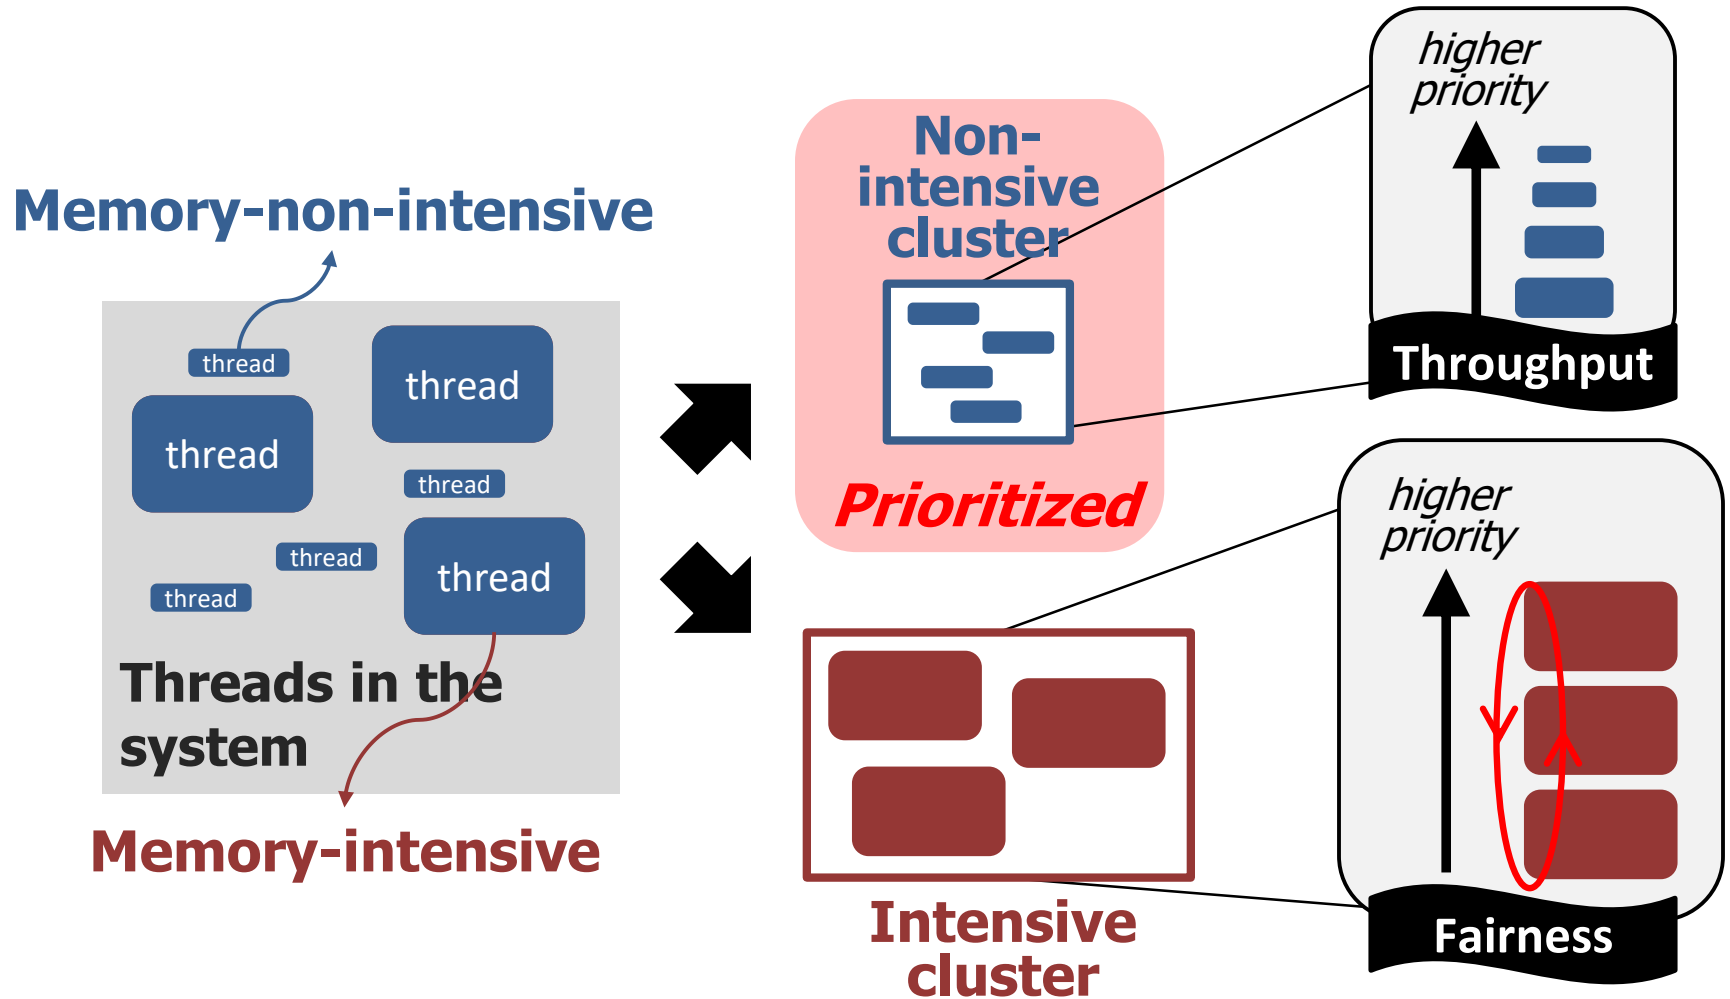 Memory-non-intensive
thread
thread
thread
thread
thread
thread
thread
Threads in the
system
Memory-intensive
Non-
intensive
cluster
Prioritized
Intensive
cluster
higher
priority
Throughput
higher
priority
Fairness